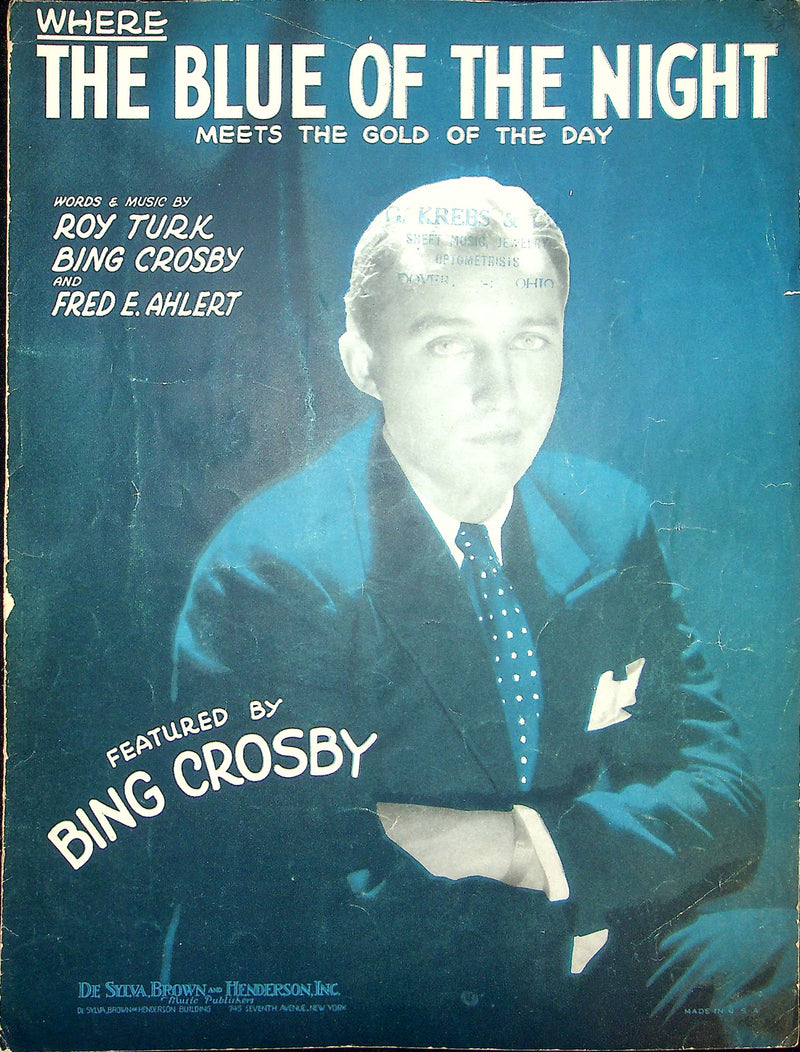 WHERE
THE BLUE OF THE NIGHT
MEETS THE GOLD OF THE DAY
WORDS & MUSIC BY
ROY TURK
BING CROSBY
AND
FRED E. AHLERT
KREBS &
SHEET MUSIC, JEWELRY
OPTOMETRISTS
DOVER, -:- OHIO
FEATURED BY
BING CROSBY
DE SYLVA, BROWN AND HENDERSON, INC.
Music Publishers
DE SYLVA, BROWN AND HENDERSON BUILDING 745 SEVENTH AVENUE, NEW YORK
MADE IN U.S.A.